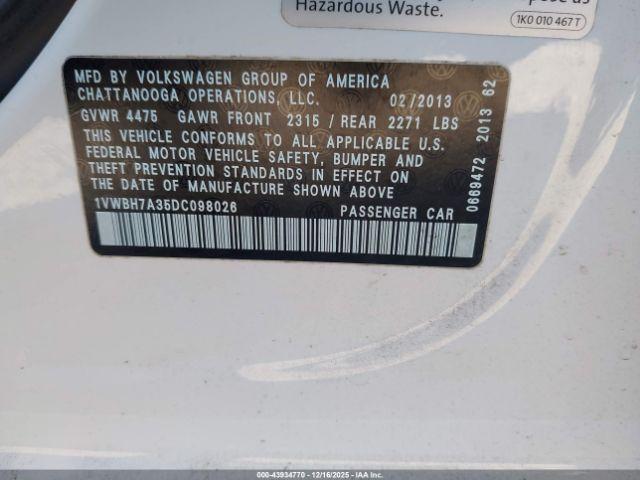 Hazardous Waste.
1K0 010 467 T
MFD BY VOLKSWAGEN GROUP OF AMERICA
CHATTANOOGA OPERATIONS, LLC. 02/2013
GVWR 4475 GAWR FRONT 2315 / REAR 2271 LBS
THIS VEHICLE CONFORMS TO ALL APPLICABLE U.S.
FEDERAL MOTOR VEHICLE SAFETY, BUMPER AND
THEFT PREVENTION STANDARDS IN EFFECT ON THE
DATE OF MANUFACTURE SHOWN ABOVE
1VWBH7A35DC098026 PASSENGER CAR
0669472 2013 62
000-43934770 - 12/16/2025 - IAAI.COM